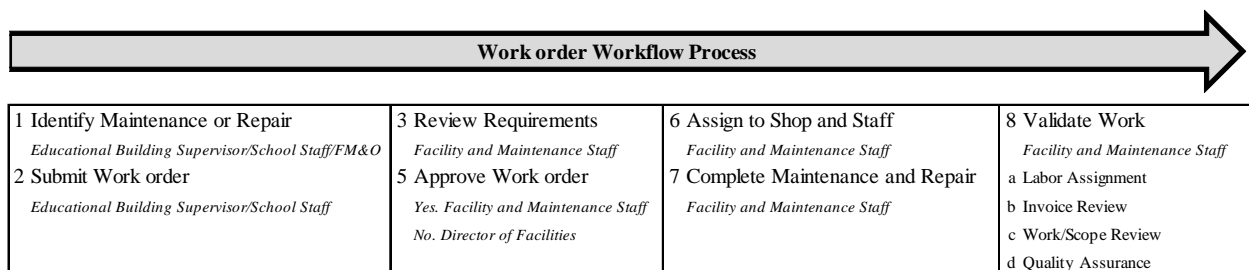 Work order Workflow Process
1 Identify Maintenance or Repair
Educational Building Supervisor/School Staff/FM&O
2 Submit Work order
Educational Building Supervisor/School Staff
3 Review Requirements
Facility and Maintenance Staff
5 Approve Work order
Yes. Facility and Maintenance Staff
No. Director of Facilities
6 Assign to Shop and Staff
Facility and Maintenance Staff
7 Complete Maintenance and Repair
Facility and Maintenance Staff
8 Validate Work
Facility and Maintenance Staff
a Labor Assignment
b Invoice Review
c Work/Scope Review
d Quality Assurance